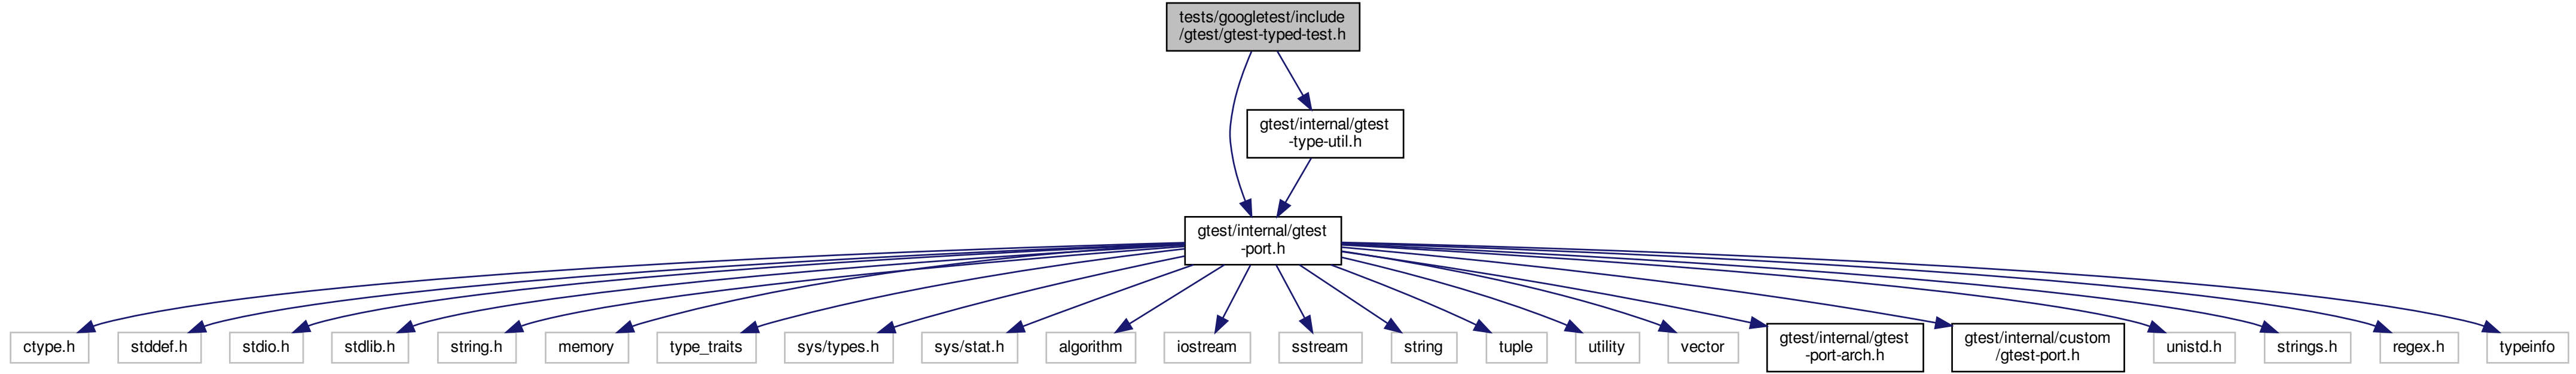 tests/googletest/include
/gtest/gtest-typed-test.h
gtest/internal/gtest
-type-util.h
gtest/internal/gtest
-port.h
ctype.h
stddef.h
stdio.h
stdlib.h
string.h
memory
type_traits
sys/types.h
sys/stat.h
algorithm
iostream
sstream
string
tuple
utility
vector
gtest/internal/gtest
-port-arch.h
gtest/internal/custom
/gtest-port.h
unistd.h
strings.h
regex.h
typeinfo